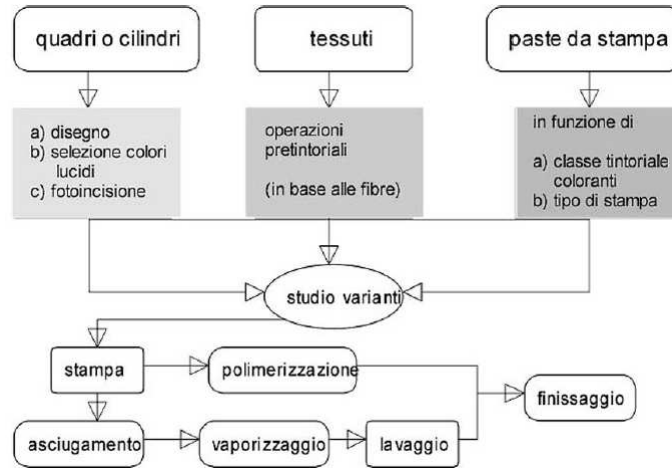 quadri o cilindri
tessuti
paste da stampa
a) disegno
b) selezione colori
lucidi
c) fotoincisione
operazioni
pretintoriali
(in base alle fibre)
in funzione di
a) classe tintoriale
coloranti
b) tipo di stampa
studio varianti
stampa
polimerizzazione
finissaggio
asciugamento
vaporizzaggio
lavaggio